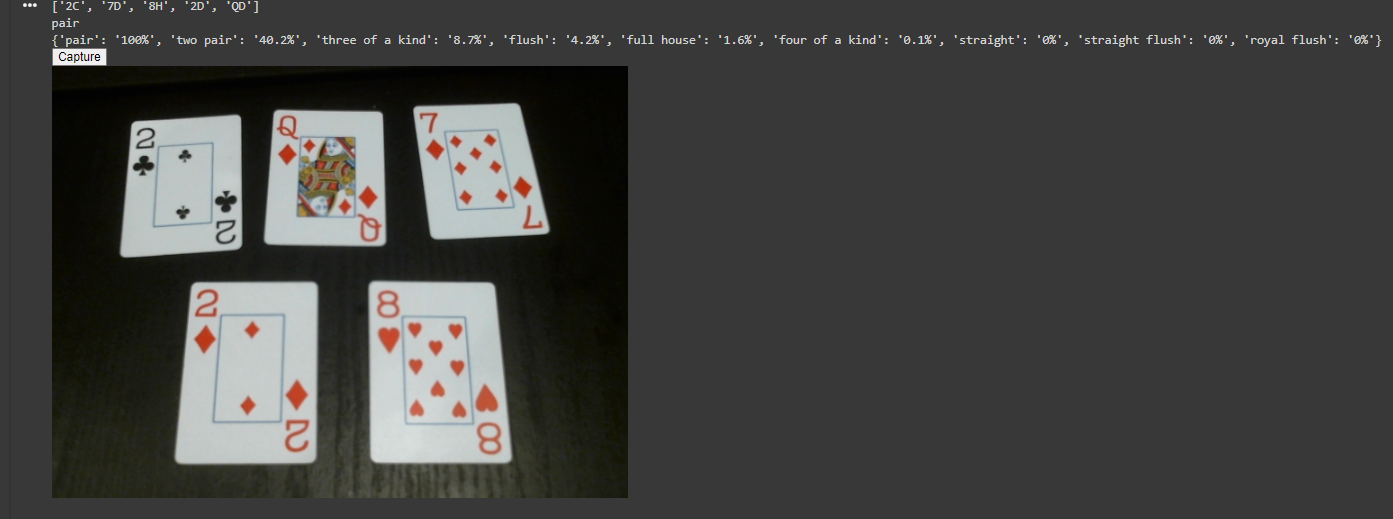 ['2C', '7D', '8H', '2D', 'QD']
pair
{'pair': '100%', 'two pair': '40.2%', 'three of a kind': '8.7%', 'flush': '4.2%', 'full house': '1.6%', 'four of a kind': '0.1%', 'straight': '0%', 'straight flush': '0%', 'royal flush': '0%'}
Capture
2 Q 7
2 Q 7
2 8
2 8